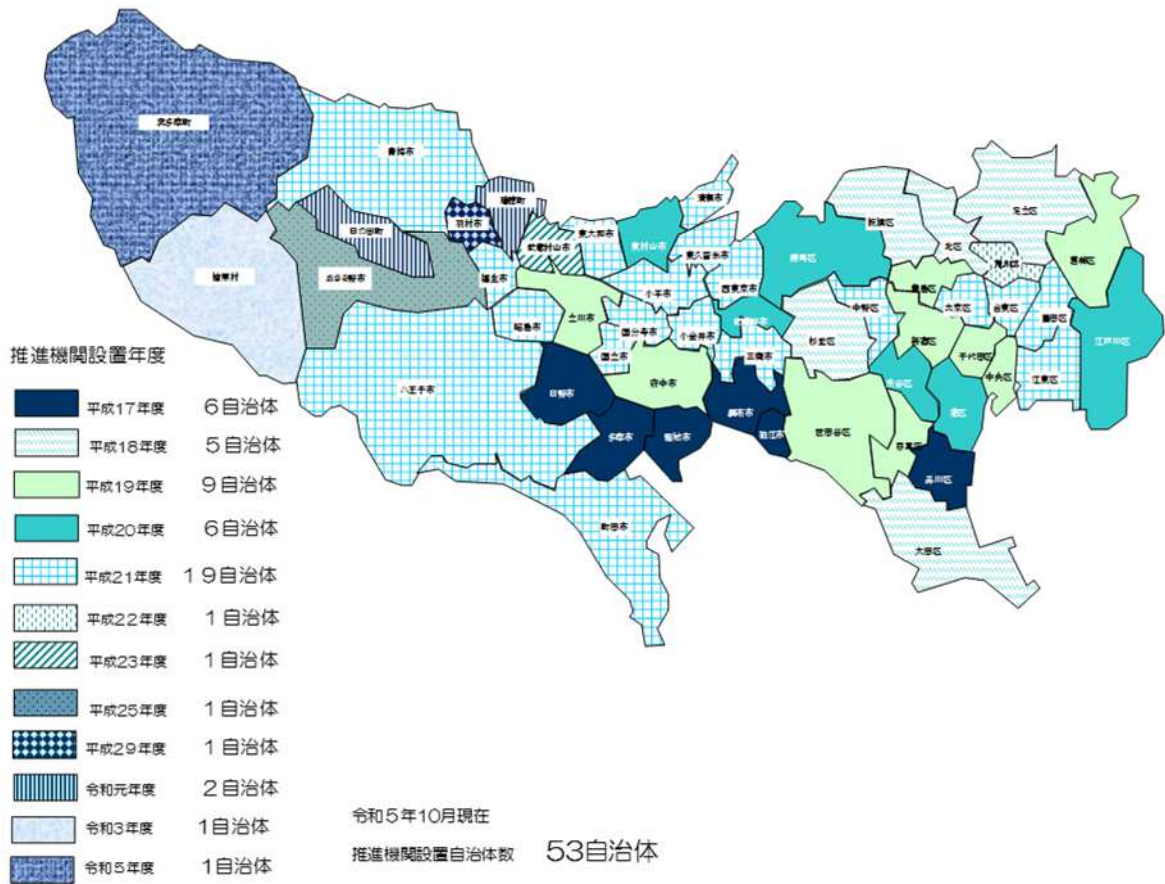 奥多摩町
青梅市
瑞穂町
清瀬市
足立区
板橋区
日の出町
羽村市
武蔵村山市
東大和市
東村山市
東久留米市
北区
荒川区
葛飾区
檜原村
あきる野市
福生市
小平市
西東京市
練馬区
豊島区
文京区
台東区
墨田区
昭島市
立川市
国分寺市
小金井市
武蔵野市
中野区
杉並区
新宿区
千代田区
江戸川区
国立市
三鷹市
渋谷区
中央区
江東区
八王子市
日野市
府中市
調布市
港区
多摩市
稲城市
狛江市
世田谷区
目黒区
品川区
町田市
大田区
推進機関設置年度
平成17年度 6自治体
平成18年度 5自治体
平成19年度 9自治体
平成20年度 6自治体
平成21年度 19自治体
平成22年度 1自治体
平成23年度 1自治体
平成25年度 1自治体
平成29年度 1自治体
令和元年度 2自治体
令和3年度 1自治体
令和5年度 1自治体
令和5年10月現在
推進機関設置自治体数 53自治体